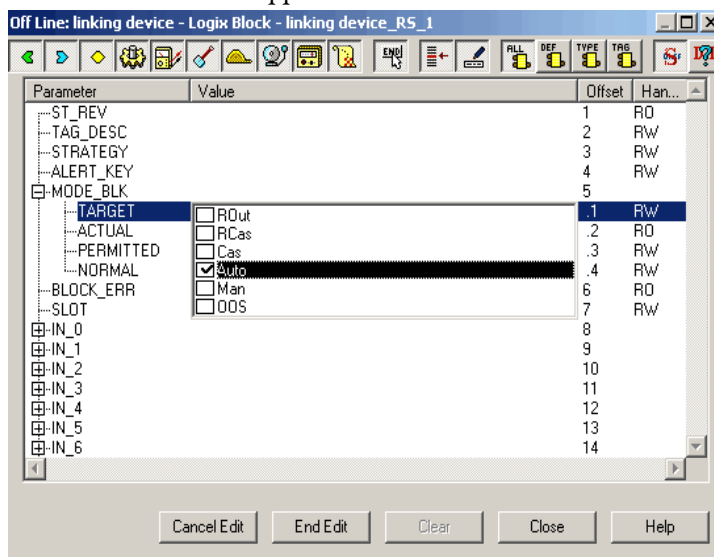 Off Line: linking device - Logix Block - linking device_RS_1
END ALL DEF TYPE TAG
Parameter Value Offset Han...
ST_REV 1 RO
TAG_DESC 2 RW
STRATEGY 3 RW
ALERT_KEY 4 RW
MODE_BLK 5
TARGET ROut .1 RW
ACTUAL RCas .2 RO
PERMITTED Cas .3 RW
NORMAL Auto .4 RW
BLOCK_ERR Man 6 RO
SLOT OOS 7 RW
IN_0 8
IN_1 9
IN_2 10
IN_3 11
IN_4 12
IN_5 13
IN_6 14
Cancel Edit End Edit Clear Close Help